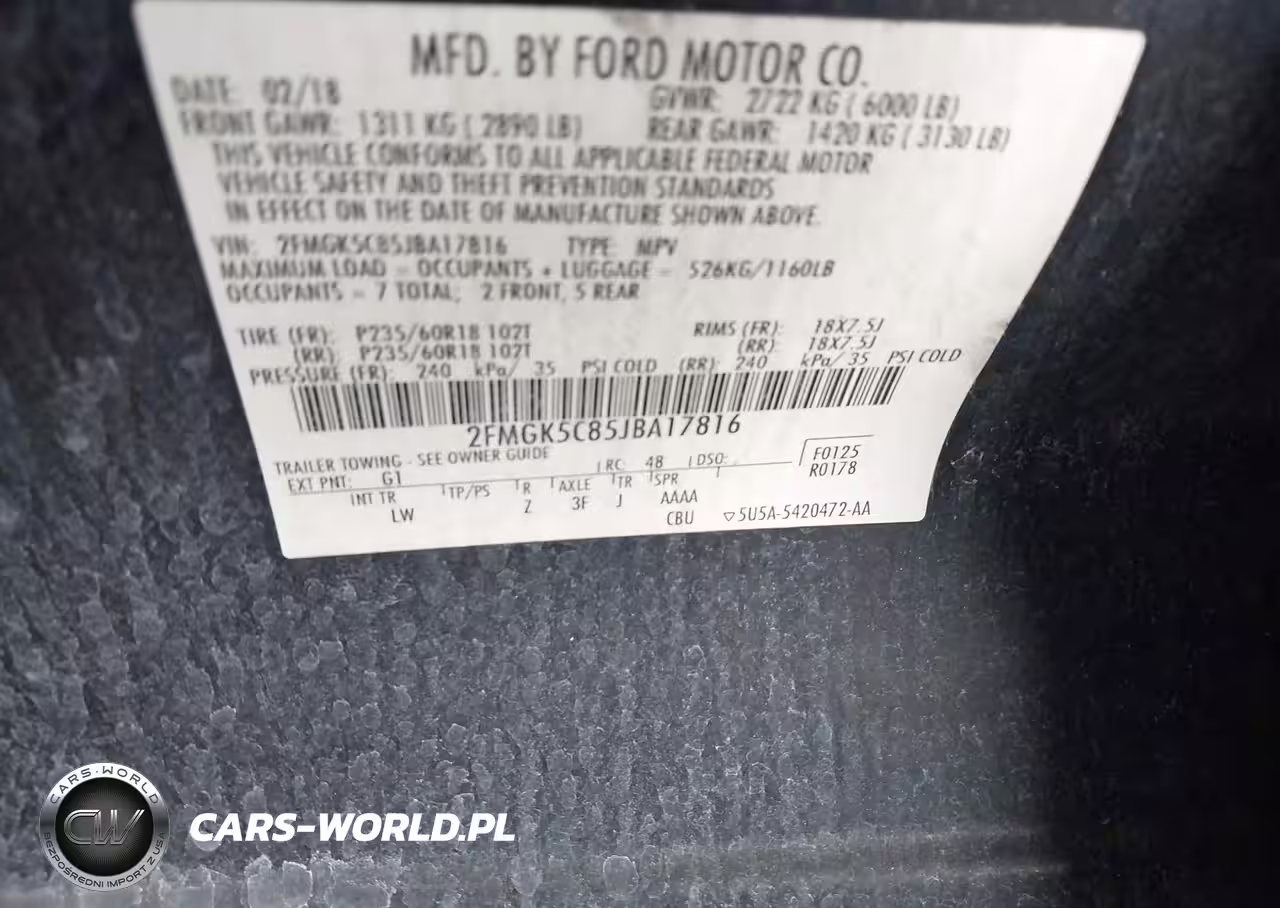 MFD. BY FORD MOTOR CO.
DATE: 02/18 GVWR: 2722 KG ( 6000 LB)
FRONT GAWR: 1311 KG ( 2890 LB) REAR GAWR: 1420 KG ( 3130 LB)
THIS VEHICLE CONFORMS TO ALL APPLICABLE FEDERAL MOTOR
VEHICLE SAFETY AND THEFT PREVENTION STANDARDS
IN EFFECT ON THE DATE OF MANUFACTURE SHOWN ABOVE.
VIN: 2FMGK5C85JBA17816 TYPE: MPV
MAXIMUM LOAD = OCCUPANTS + LUGGAGE = 526KG/1160LB
OCCUPANTS = 7 TOTAL; 2 FRONT, 5 REAR
TIRE (FR): P235/60R18 102T RIMS (FR): 18X7.5J
(RR): P235/60R18 102T (RR): 18X7.5J
PRESSURE (FR): 240 kPa/ 35 PSI COLD (RR): 240 kPa/ 35 PSI COLD
2FMGK5C85JBA17816
TRAILER TOWING - SEE OWNER GUIDE
EXT PNT: G1 RC: 48 DSO: F0125
R0178
INT TR TP/PS R AXLE TR SPR
LW Z 3F J AAAA
CBU ▽5U5A-5420472-AA
CARS-WORLD
CW
BEZPOŚREDNI IMPORT Z USA
CARS-WORLD.PL